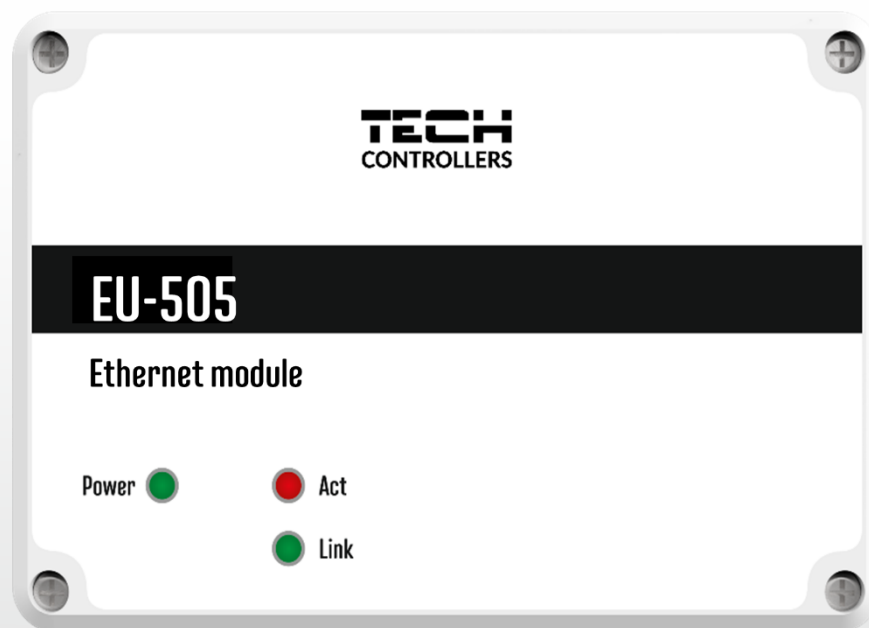 TECH
CONTROLLERS
EU-505
Ethernet module
Power
Act
Link